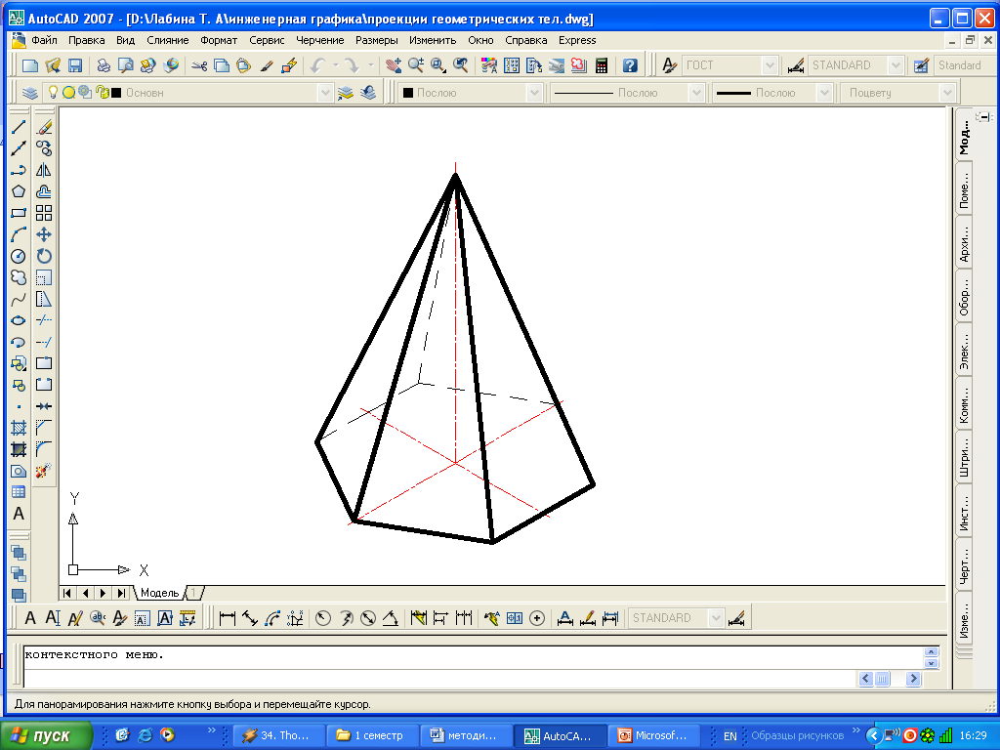 AutoCAD 2007 - [D:\Лабина Т. А\инженерная графика\проекции геометрических тел.dwg]
Файл Правка Вид Слияние Формат Сервис Черчение Размеры Изменить Окно Справка Express
ГОСТ STANDARD Standard
Основн Послою Послою Послою Поцвету
Мод...
Поме...
Архи...
Обор...
Элек...
Комм...
Штри...
Инст...
Черт...
Изме...
Y
X
Модель 1
STANDARD
контекстного меню.
Для панорамирования нажмите кнопку выбора и перемещайте курсор.
пуск 34. Tho... 1 семестр методи... AutoCA... Microsof... EN Образцы рисунков 16:29